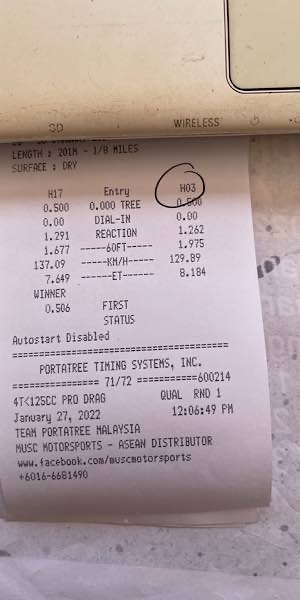 SD WIRELESS
LENGTH : 201M - 1/8 MILES
SURFACE : DRY
H17 Entry H03
0.500 0.000 TREE 0.500
0.00 DIAL-IN 0.00
1.291 REACTION 1.262
1.677 -----60FT------ 1.975
137.09 -----KM/H------ 129.89
7.649 ------ET------- 8.184
WINNER
0.506 FIRST
STATUS
Autostart Disabled
=====================================
PORTATREE TIMING SYSTEMS, INC.
================ 71/72 ===========600214
4T<125CC PRO DRAG QUAL RND 1
January 27, 2022 12:06:49 PM
TEAM PORTATREE MALAYSIA
MUSC MOTORSPORTS - ASEAN DISTRIBUTOR
www.facebook.com/muscmotorsports
+6016-6681490